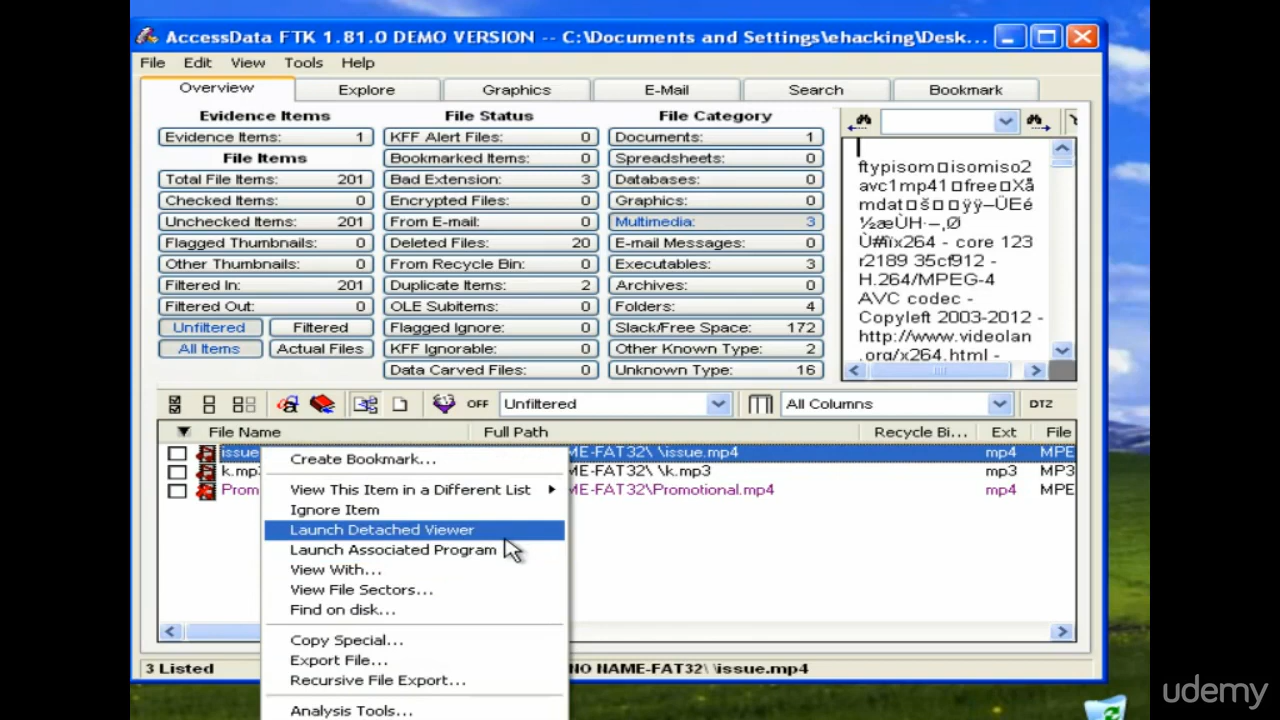 AccessData FTK 1.81.0 DEMO VERSION -- C:\Documents and Settings\ehacking\Desk...
File Edit View Tools Help
Overview Explore Graphics E-Mail Search Bookmark
Evidence Items File Status File Category
Evidence Items: 1 KFF Alert Files: 0 Documents: 1
File Items Bookmarked Items: 0 Spreadsheets: 0
Total File Items: 201 Bad Extension: 3 Databases: 0
Checked Items: 0 Encrypted Files: 0 Graphics: 0
Unchecked Items: 201 From E-mail: 0 Multimedia: 3
Flagged Thumbnails: 0 Deleted Files: 20 E-mail Messages: 0
Other Thumbnails: 0 From Recycle Bin: 0 Executables: 3
Filtered In: 201 Duplicate Items: 2 Archives: 0
Filtered Out: 0 OLE Subitems: 0 Folders: 4
Unfiltered Filtered Flagged Ignore: 0 Slack/Free Space: 172
All Items Actual Files KFF Ignorable: 0 Other Known Type: 2
Data Carved Files: 0 Unknown Type: 16
ftypisom□isomiso2
avc1mp41□free□Xå
mdat□š□□ÿÿ–ÜEé
½æÙH·–‚Ø
Ù#ïx264 - core 123
r2189 35cf912 -
H.264/MPEG-4
AVC codec -
Copyleft 2003-2012 -
http://www.videolan
.org/x264.html -
OFF Unfiltered All Columns DTZ
File Name Full Path Recycle Bi... Ext File
issue ME-FAT32\ \issue.mp4 mp4 MPE
k.mp3 ME-FAT32\ \k.mp3 mp3 MP3
Prom ME-FAT32\Promotional.mp4 mp4 MPE
Create Bookmark...
View This Item in a Different List
Ignore Item
Launch Detached Viewer
Launch Associated Program
View With...
View File Sectors...
Find on disk...
Copy Special...
Export File...
Recursive File Export...
Analysis Tools...
3 Listed NO NAME-FAT32\ \issue.mp4
udemy